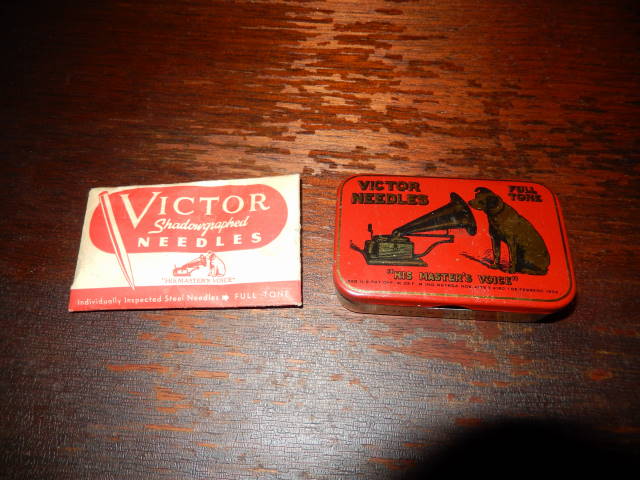 VICTOR
Shadowgraphed
NEEDLES
"HIS MASTER'S VOICE"
Individually Inspected Steel Needles FULL TONE
VICTOR
NEEDLES
FULL
TONE
"HIS MASTER'S VOICE"